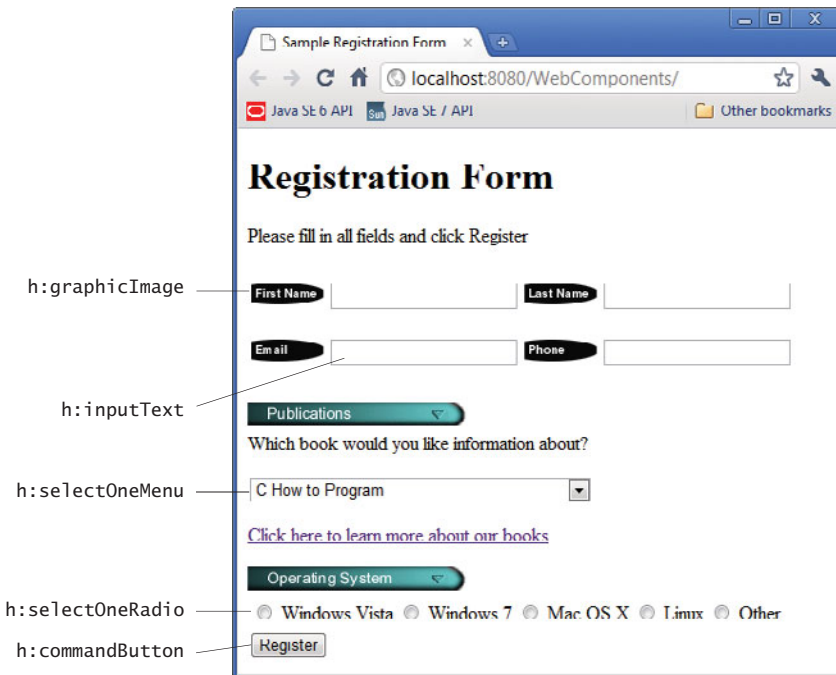 Sample Registration Form
localhost:8080/WebComponents/
Java SE 6 API Sun Java SE 7 API Other bookmarks
Registration Form
Please fill in all fields and click Register
h:graphicImage First Name Last Name
Email Phone
h:inputText
Publications
Which book would you like information about?
h:selectOneMenu C How to Program
Click here to learn more about our books
Operating System
h:selectOneRadio Windows Vista Windows 7 Mac OS X Linux Other
h:commandButton Register